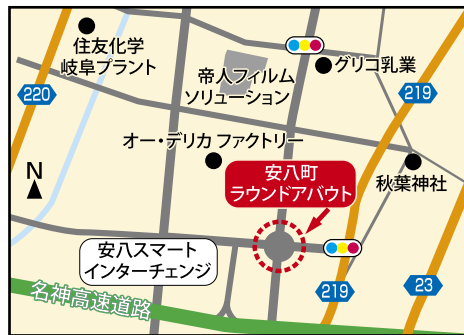 住友化学
岐阜プラント
帝人フィルム
ソリューション
グリコ乳業
220
219
オー・デリカ ファクトリー
安八町
ラウンドアバウト
秋葉神社
N
安八スマート
インターチェンジ
名神高速道路
219
23